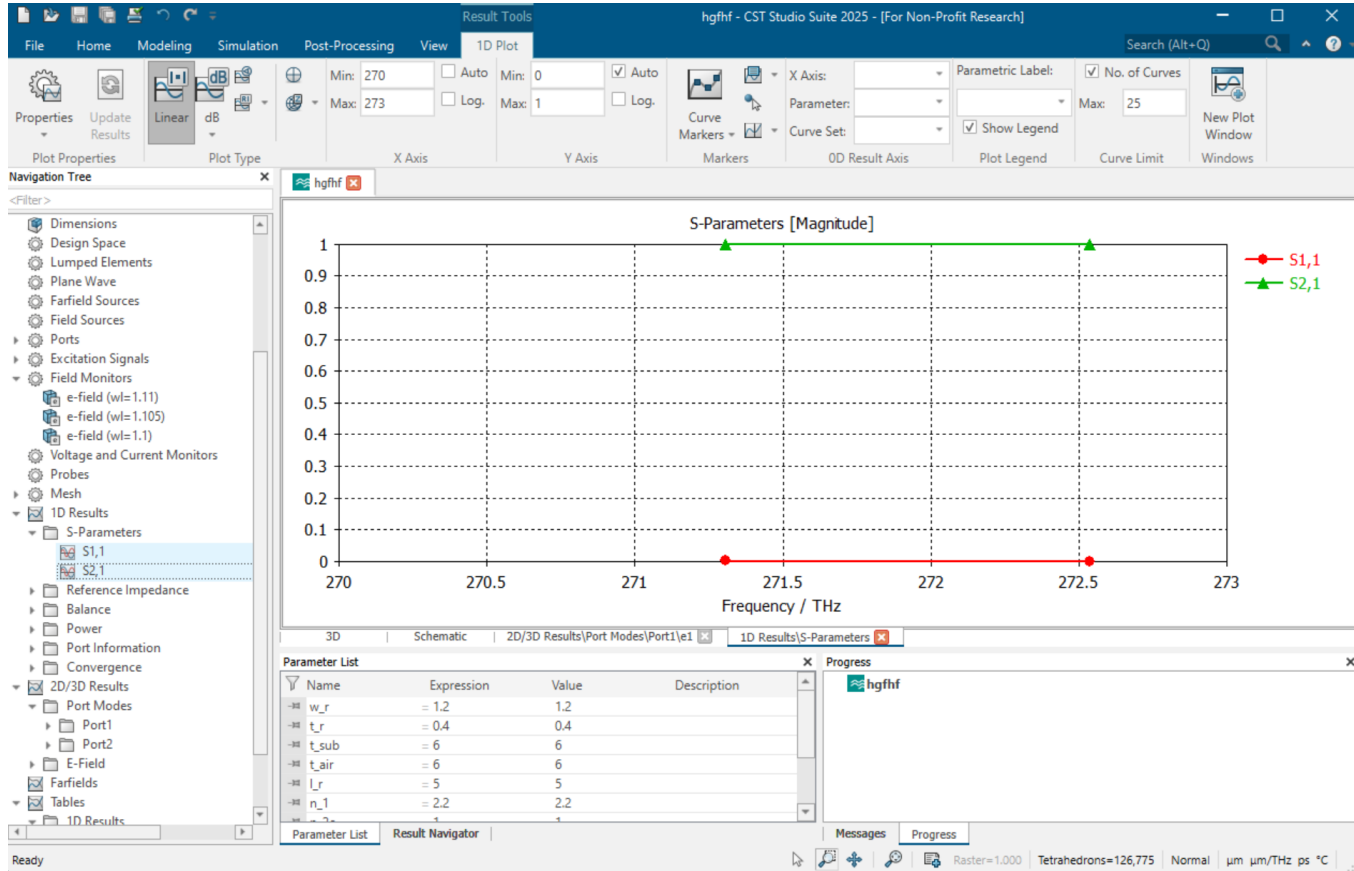 Result Tools
hgfhf - CST Studio Suite 2025 - [For Non-Profit Research]
File Home Modeling Simulation Post-Processing View 1D Plot Search (Alt+Q)
Properties
Update
Results
Plot Properties
Linear
dB
dB
Plot Type
Min: 270 Auto
Max: 273 Log.
X Axis
Min: 0 Auto
Max: 1 Log.
Y Axis
Curve
Markers
Markers
X Axis:
Parameter:
Curve Set:
0D Result Axis
Parametric Label:
Show Legend
Plot Legend
No. of Curves
Max: 25
Curve Limit
New Plot
Window
Windows
Navigation Tree
<Filter>
Dimensions
Design Space
Lumped Elements
Plane Wave
Farfield Sources
Field Sources
Ports
Excitation Signals
Field Monitors
e-field (wl=1.11)
e-field (wl=1.105)
e-field (wl=1.1)
Voltage and Current Monitors
Probes
Mesh
1D Results
S-Parameters
S1,1
S2,1
Reference Impedance
Balance
Power
Port Information
Convergence
2D/3D Results
Port Modes
Port1
Port2
E-Field
Farfields
Tables
1D Results
hgfhf
S-Parameters [Magnitude]
1
0.9
0.8
0.7
0.6
0.5
0.4
0.3
0.2
0.1
0
270 270.5 271 271.5 272 272.5 273
Frequency / THz
S1,1
S2,1
3D Schematic 2D/3D Results\Port Modes\Port1\e1 1D Results\S-Parameters
Parameter List
Name Expression Value Description
w_r = 1.2 1.2
t_r = 0.4 0.4
t_sub = 6 6
t_air = 6 6
l_r = 5 5
n_1 = 2.2 2.2
Parameter List Result Navigator
Progress
hgfhf
Messages Progress
Ready
Raster=1.000 Tetrahedrons=126,775 Normal µm µm/THz ps °C